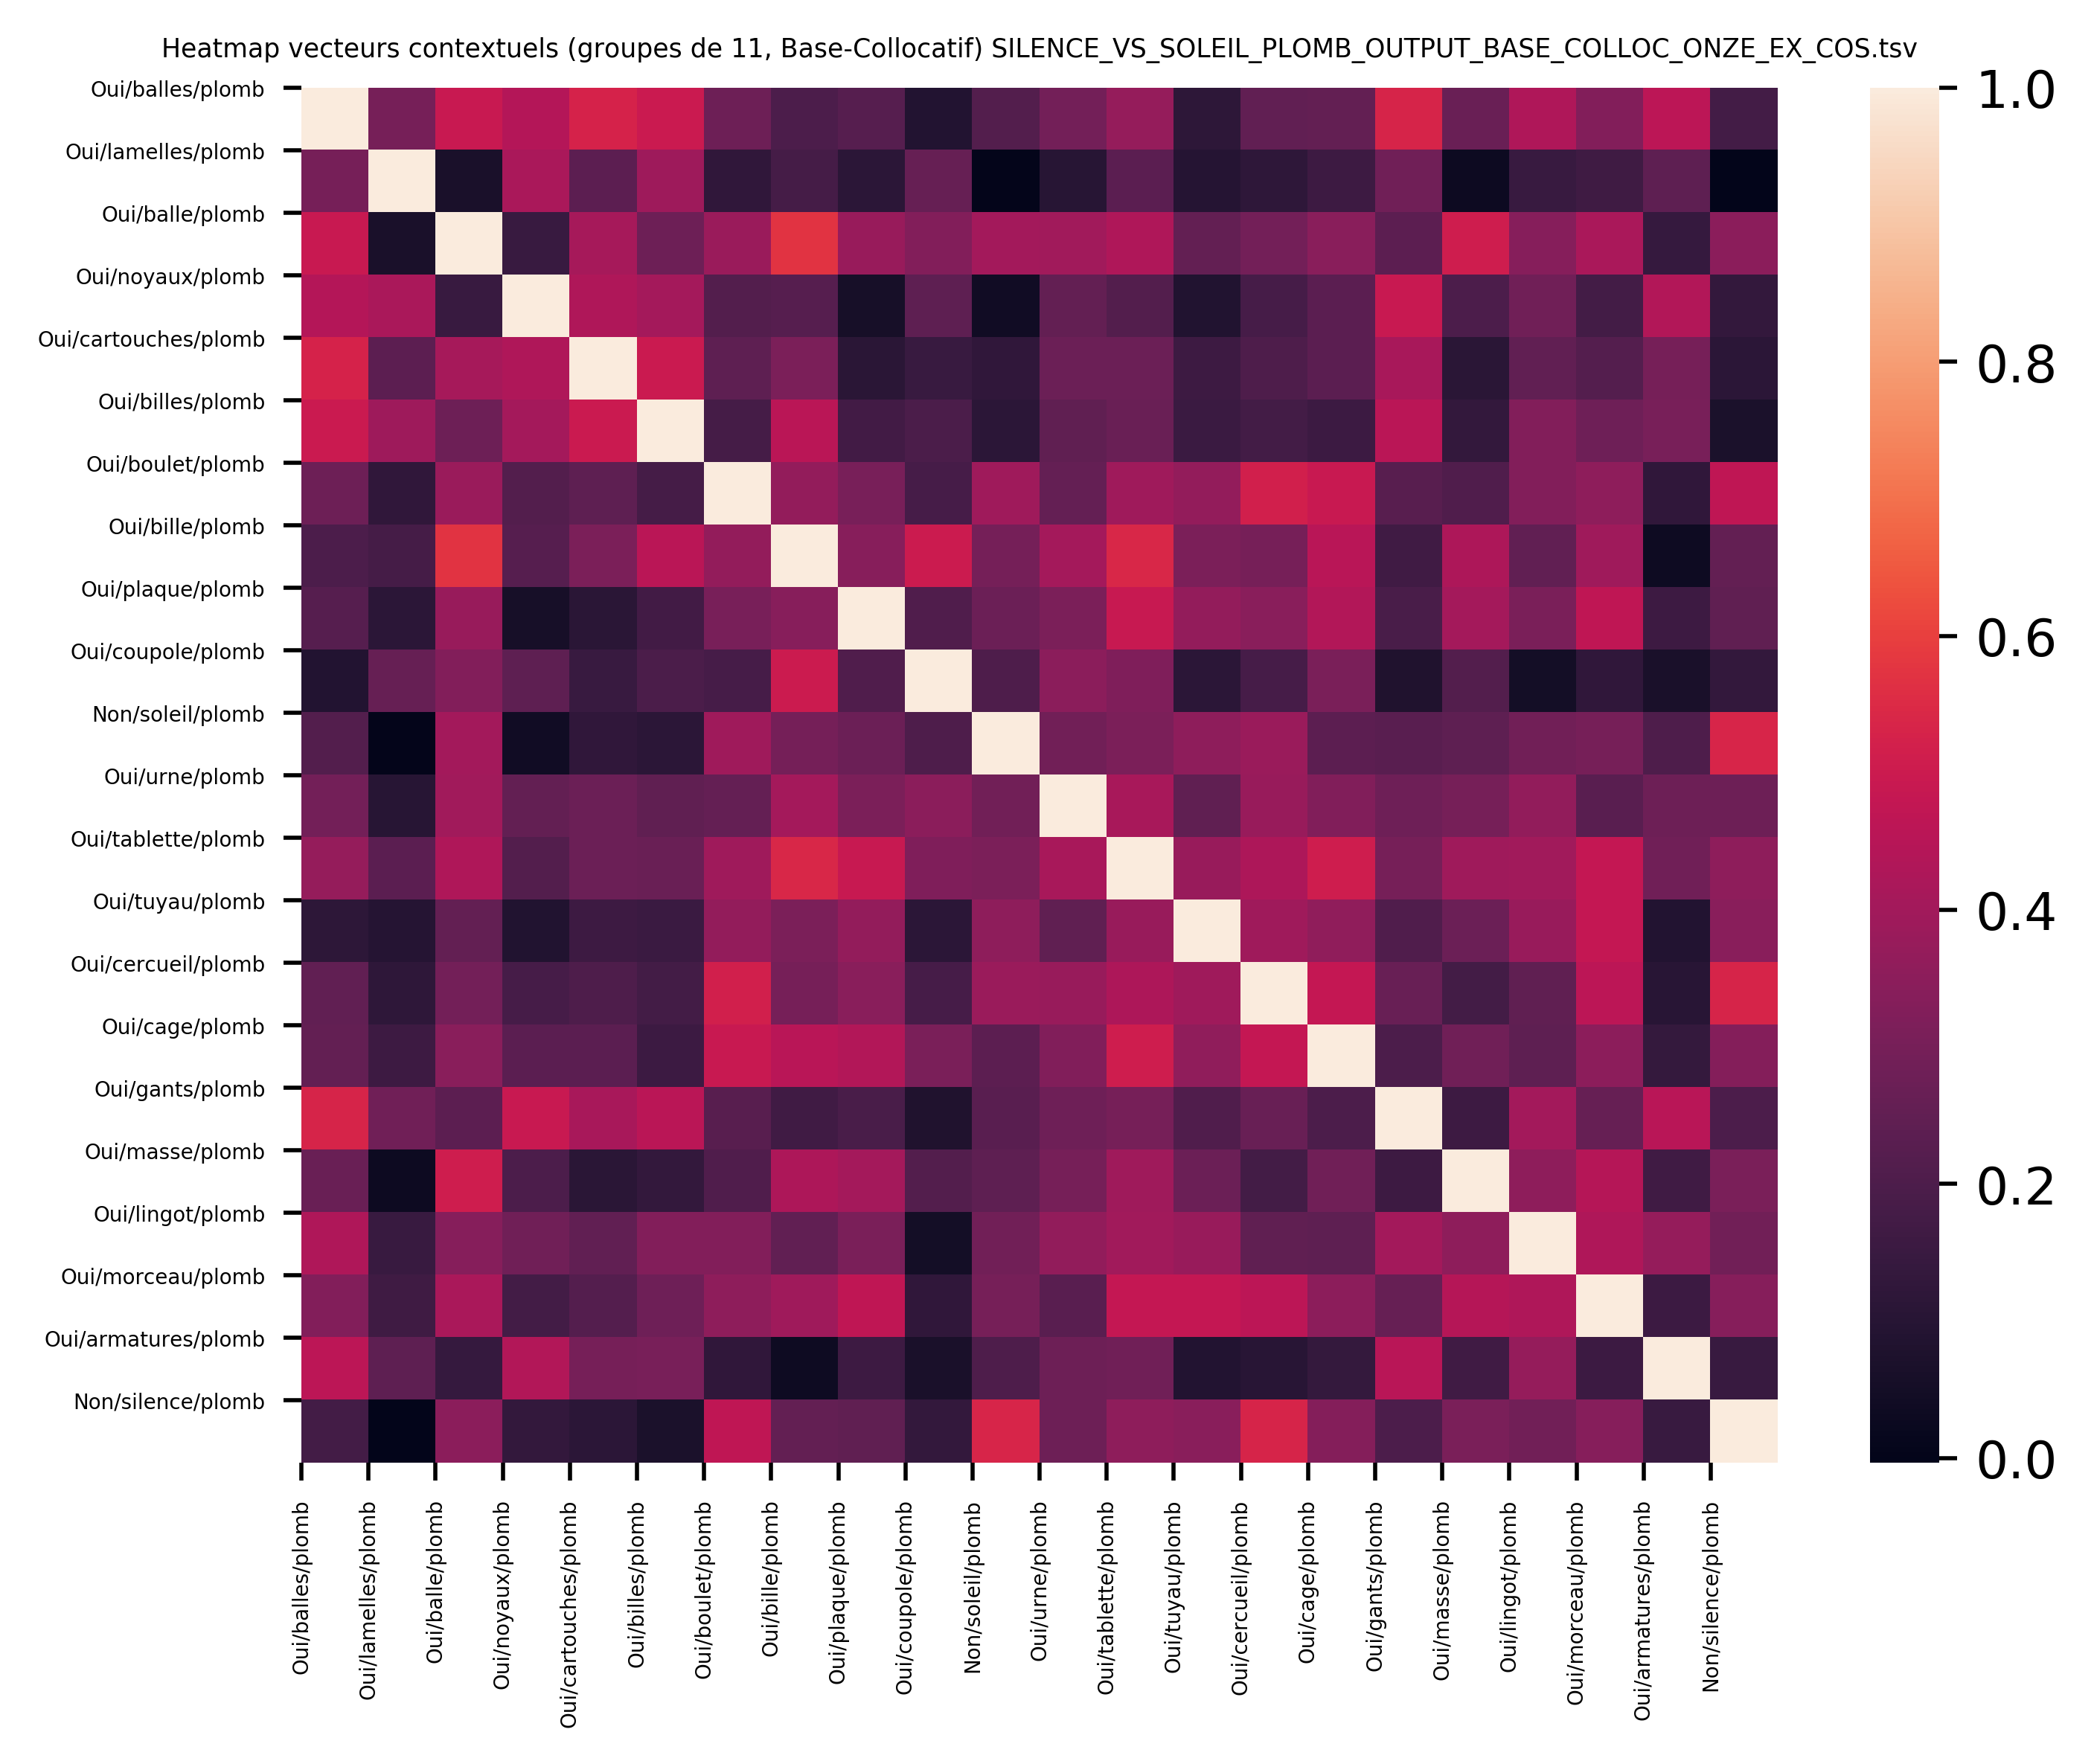 Heatmap vecteurs contextuels (groupes de 11, Base-Collocatif) SILENCE_VS_SOLEIL_PLOMB_OUTPUT_BASE_COLLOC_ONZE_EX_COS.tsv
Oui/balles/plomb
Oui/lamelles/plomb
Oui/balle/plomb
Oui/noyaux/plomb
Oui/cartouches/plomb
Oui/billes/plomb
Oui/boulet/plomb
Oui/bille/plomb
Oui/plaque/plomb
Oui/coupole/plomb
Non/soleil/plomb
Oui/urne/plomb
Oui/tablette/plomb
Oui/tuyau/plomb
Oui/cercueil/plomb
Oui/cage/plomb
Oui/gants/plomb
Oui/masse/plomb
Oui/lingot/plomb
Oui/morceau/plomb
Oui/armatures/plomb
Non/silence/plomb
Oui/balles/plomb
Oui/lamelles/plomb
Oui/balle/plomb
Oui/noyaux/plomb
Oui/cartouches/plomb
Oui/billes/plomb
Oui/boulet/plomb
Oui/bille/plomb
Oui/plaque/plomb
Oui/coupole/plomb
Non/soleil/plomb
Oui/urne/plomb
Oui/tablette/plomb
Oui/tuyau/plomb
Oui/cercueil/plomb
Oui/cage/plomb
Oui/gants/plomb
Oui/masse/plomb
Oui/lingot/plomb
Oui/morceau/plomb
Oui/armatures/plomb
Non/silence/plomb
1.0
0.8
0.6
0.4
0.2
0.0